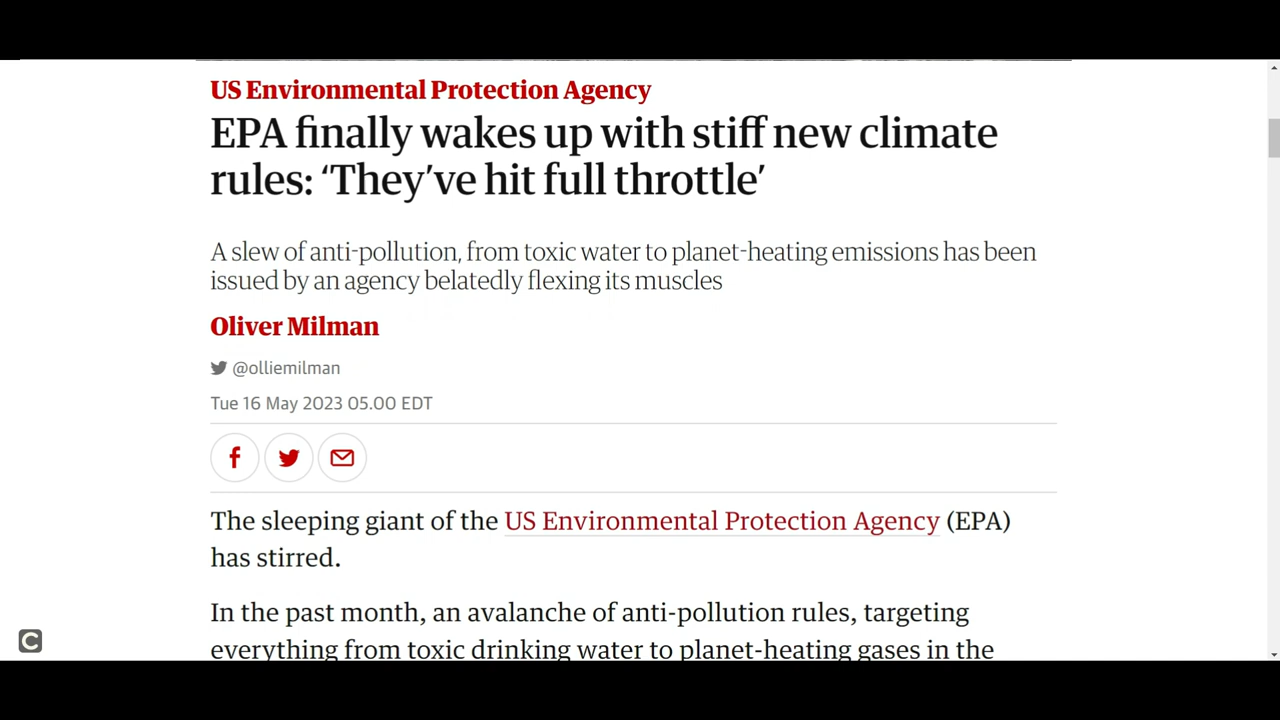 US Environmental Protection Agency
EPA finally wakes up with stiff new climate
rules: ‘They’ve hit full throttle’
A slew of anti-pollution, from toxic water to planet-heating emissions has been
issued by an agency belatedly flexing its muscles
Oliver Milman
@olliemilman
Tue 16 May 2023 05.00 EDT
The sleeping giant of the US Environmental Protection Agency (EPA)
has stirred.
In the past month, an avalanche of anti-pollution rules, targeting
everything from toxic drinking water to planet-heating gases in the
C